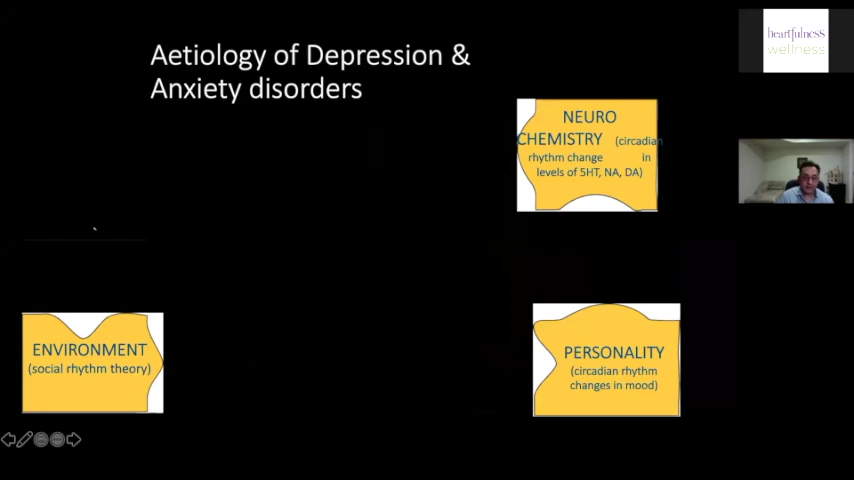 Aetiology of Depression &
Anxiety disorders
heartfulness
wellness
NEURO
CHEMISTRY (circadian
rhythm change in
levels of 5HT, NA, DA)
ENVIRONMENT
(social rhythm theory)
PERSONALITY
(circadian rhythm
changes in mood)